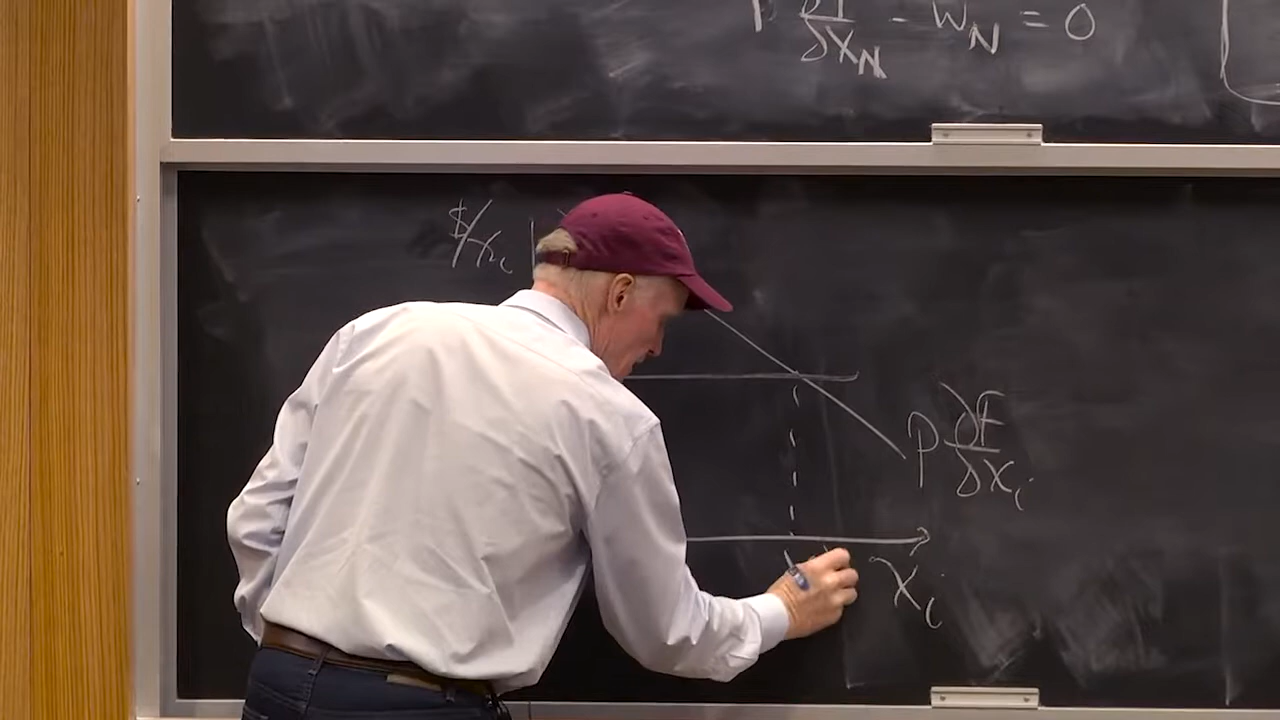 P ∂F/∂X_N - W_N = 0
$/x_i
P ∂F/∂x_i
x_i